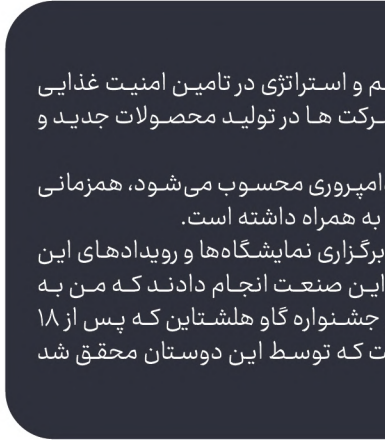 و استراتژی در تامین امنیت غذایی
ها در تولید محصولات جدید و
محسوب می‌شود، همزمانی
به همراه داشته است.
برگزاری نمایشگاه‌ها و رویدادهای این
این صنعت انجام دادند که من به
جشنواره گاو هلشتاین که پس از ۱۸
که توسط این دوستان محقق شد